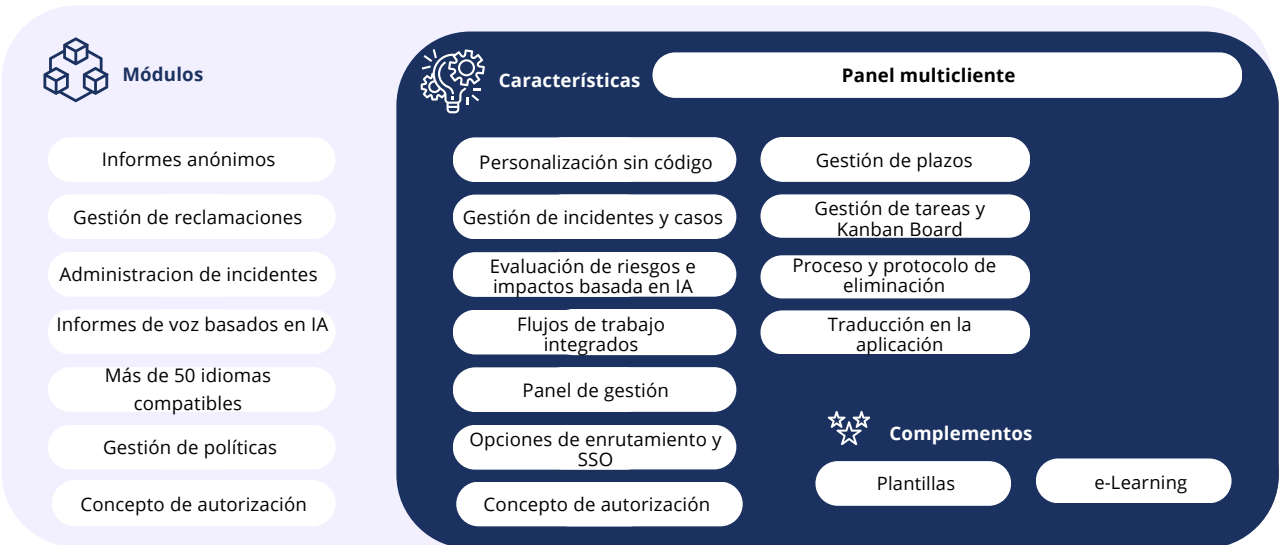 Módulos
Informes anónimos
Gestión de reclamaciones
Administracion de incidentes
Informes de voz basados en IA
Más de 50 idiomas
compatibles
Gestión de políticas
Concepto de autorización
Características
Panel multicliente
Personalización sin código
Gestión de incidentes y casos
Evaluación de riesgos e
impactos basada en IA
Flujos de trabajo
integrados
Panel de gestión
Opciones de enrutamiento y
SSO
Concepto de autorización
Gestión de plazos
Gestión de tareas y
Kanban Board
Proceso y protocolo de
eliminación
Traducción en la
aplicación
Complementos
Plantillas
e-Learning